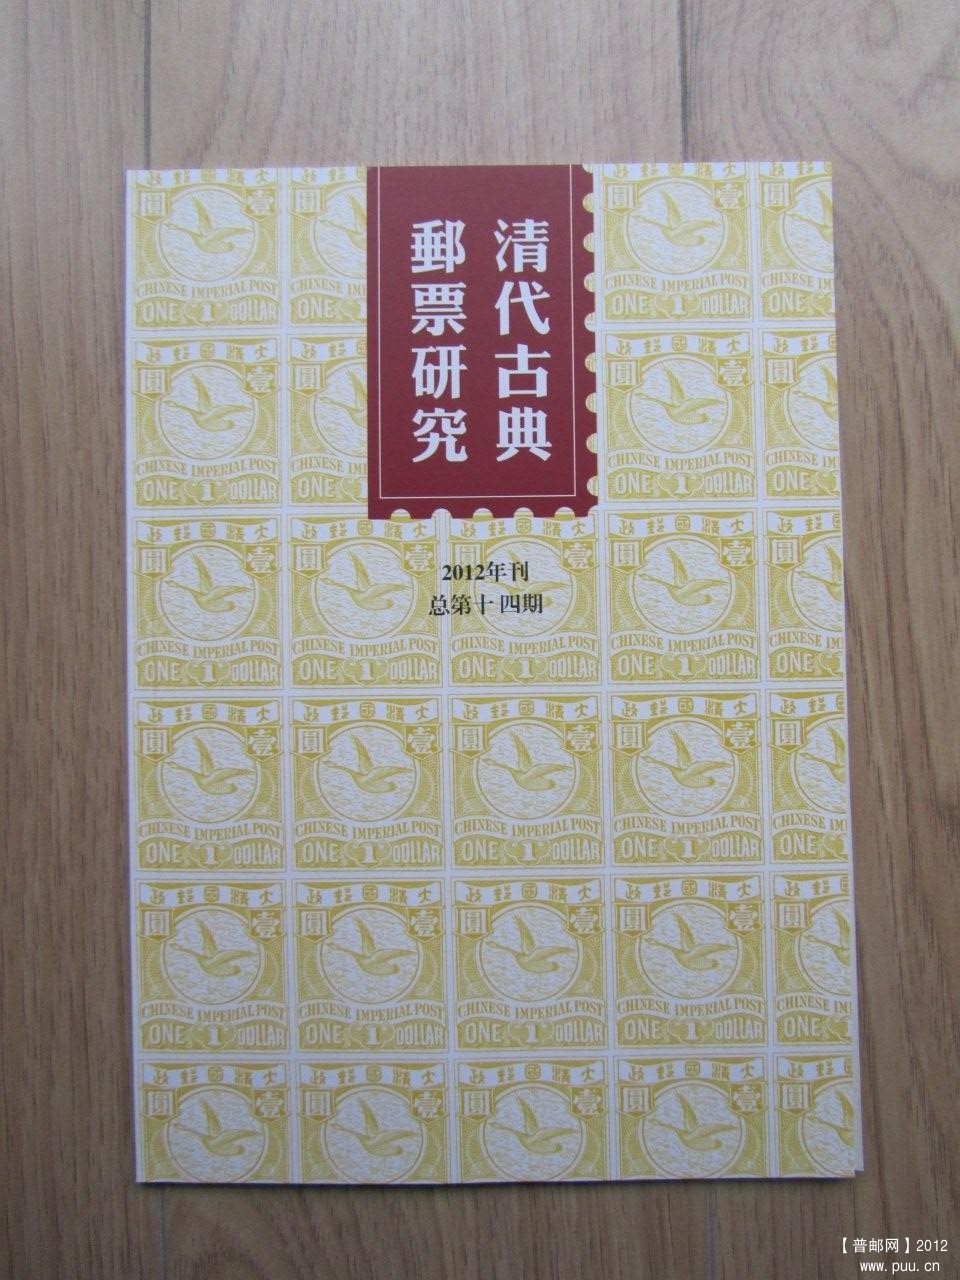 清代古典
郵票研究
2012年刊
总第十四期
大清國郵政
壹
圓
CHINESE IMPERIAL POST
ONE 1 DOLLAR
【普邮网】2012
www.puu.cn